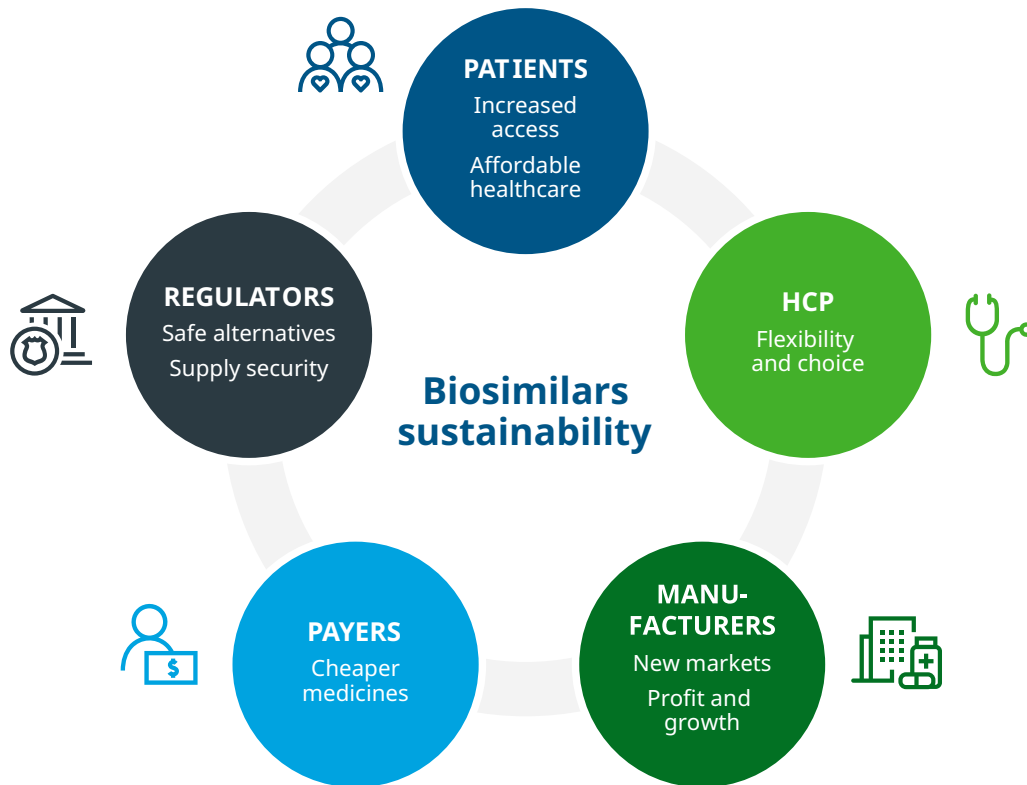 PATIENTS
Increased
access
Affordable
healthcare
HCP
Flexibility
and choice
MANU-
FACTURERS
New markets
Profit and
growth
PAYERS
Cheaper
medicines
$
REGULATORS
Safe alternatives
Supply security
Biosimilars
sustainability